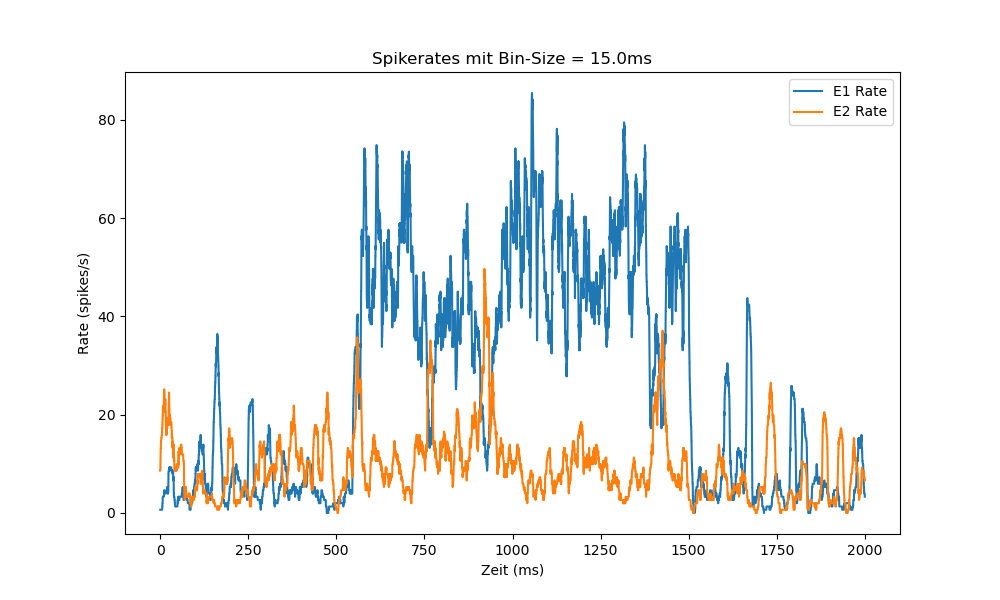 Spikerates mit Bin-Size = 15.0ms
E1 Rate
E2 Rate
Rate (spikes/s)
80
60
40
20
0
0 250 500 750 1000 1250 1500 1750 2000
Zeit (ms)